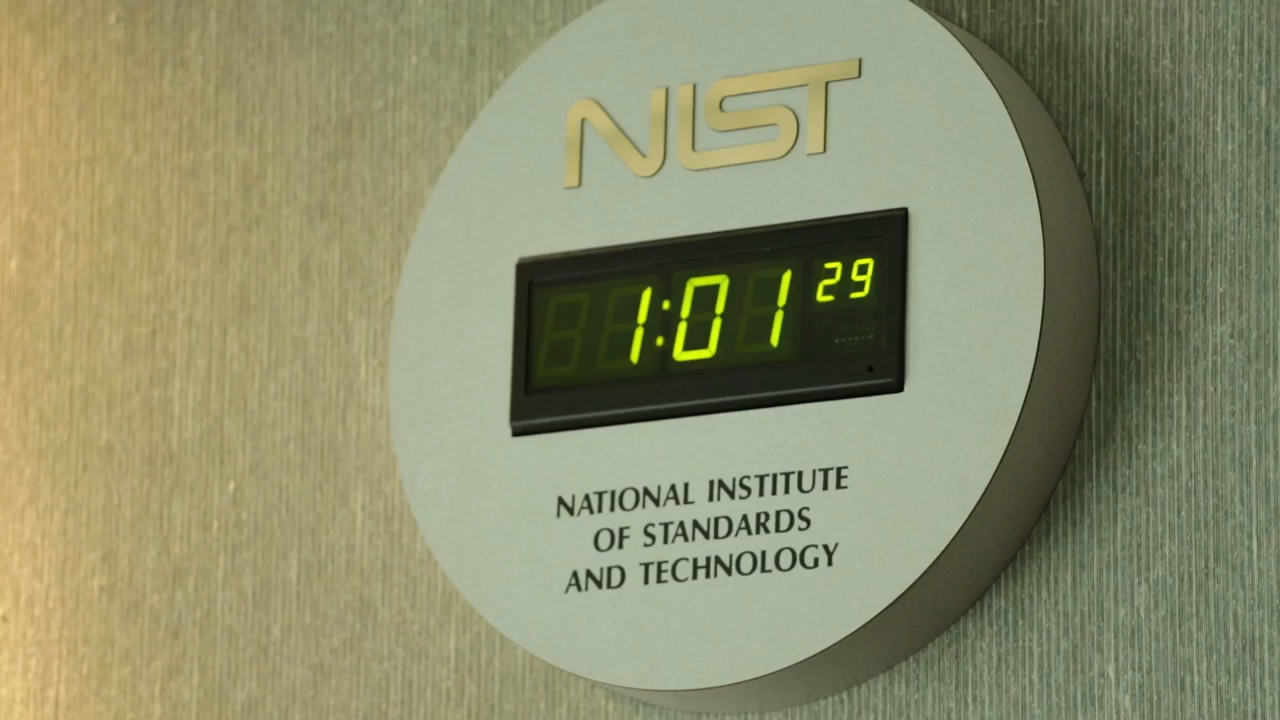 NIST
1:01 29
NATIONAL INSTITUTE
OF STANDARDS
AND TECHNOLOGY